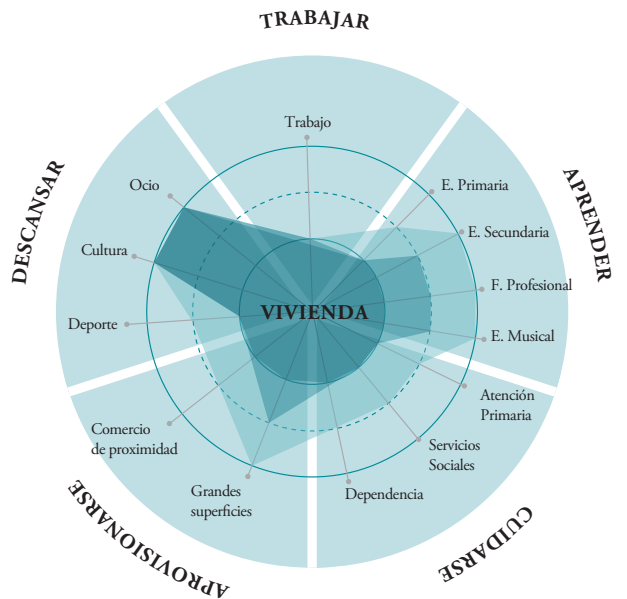 TRABAJAR
Trabajo
DESCANSAR
Ocio
Cultura
Deporte
APRENDER
E. Primaria
E. Secundaria
F. Profesional
E. Musical
VIVIENDA
Atención
Primaria
Servicios
Sociales
Dependencia
CUIDARSE
Comercio
de proximidad
Grandes
superficies
APROVISIONARSE